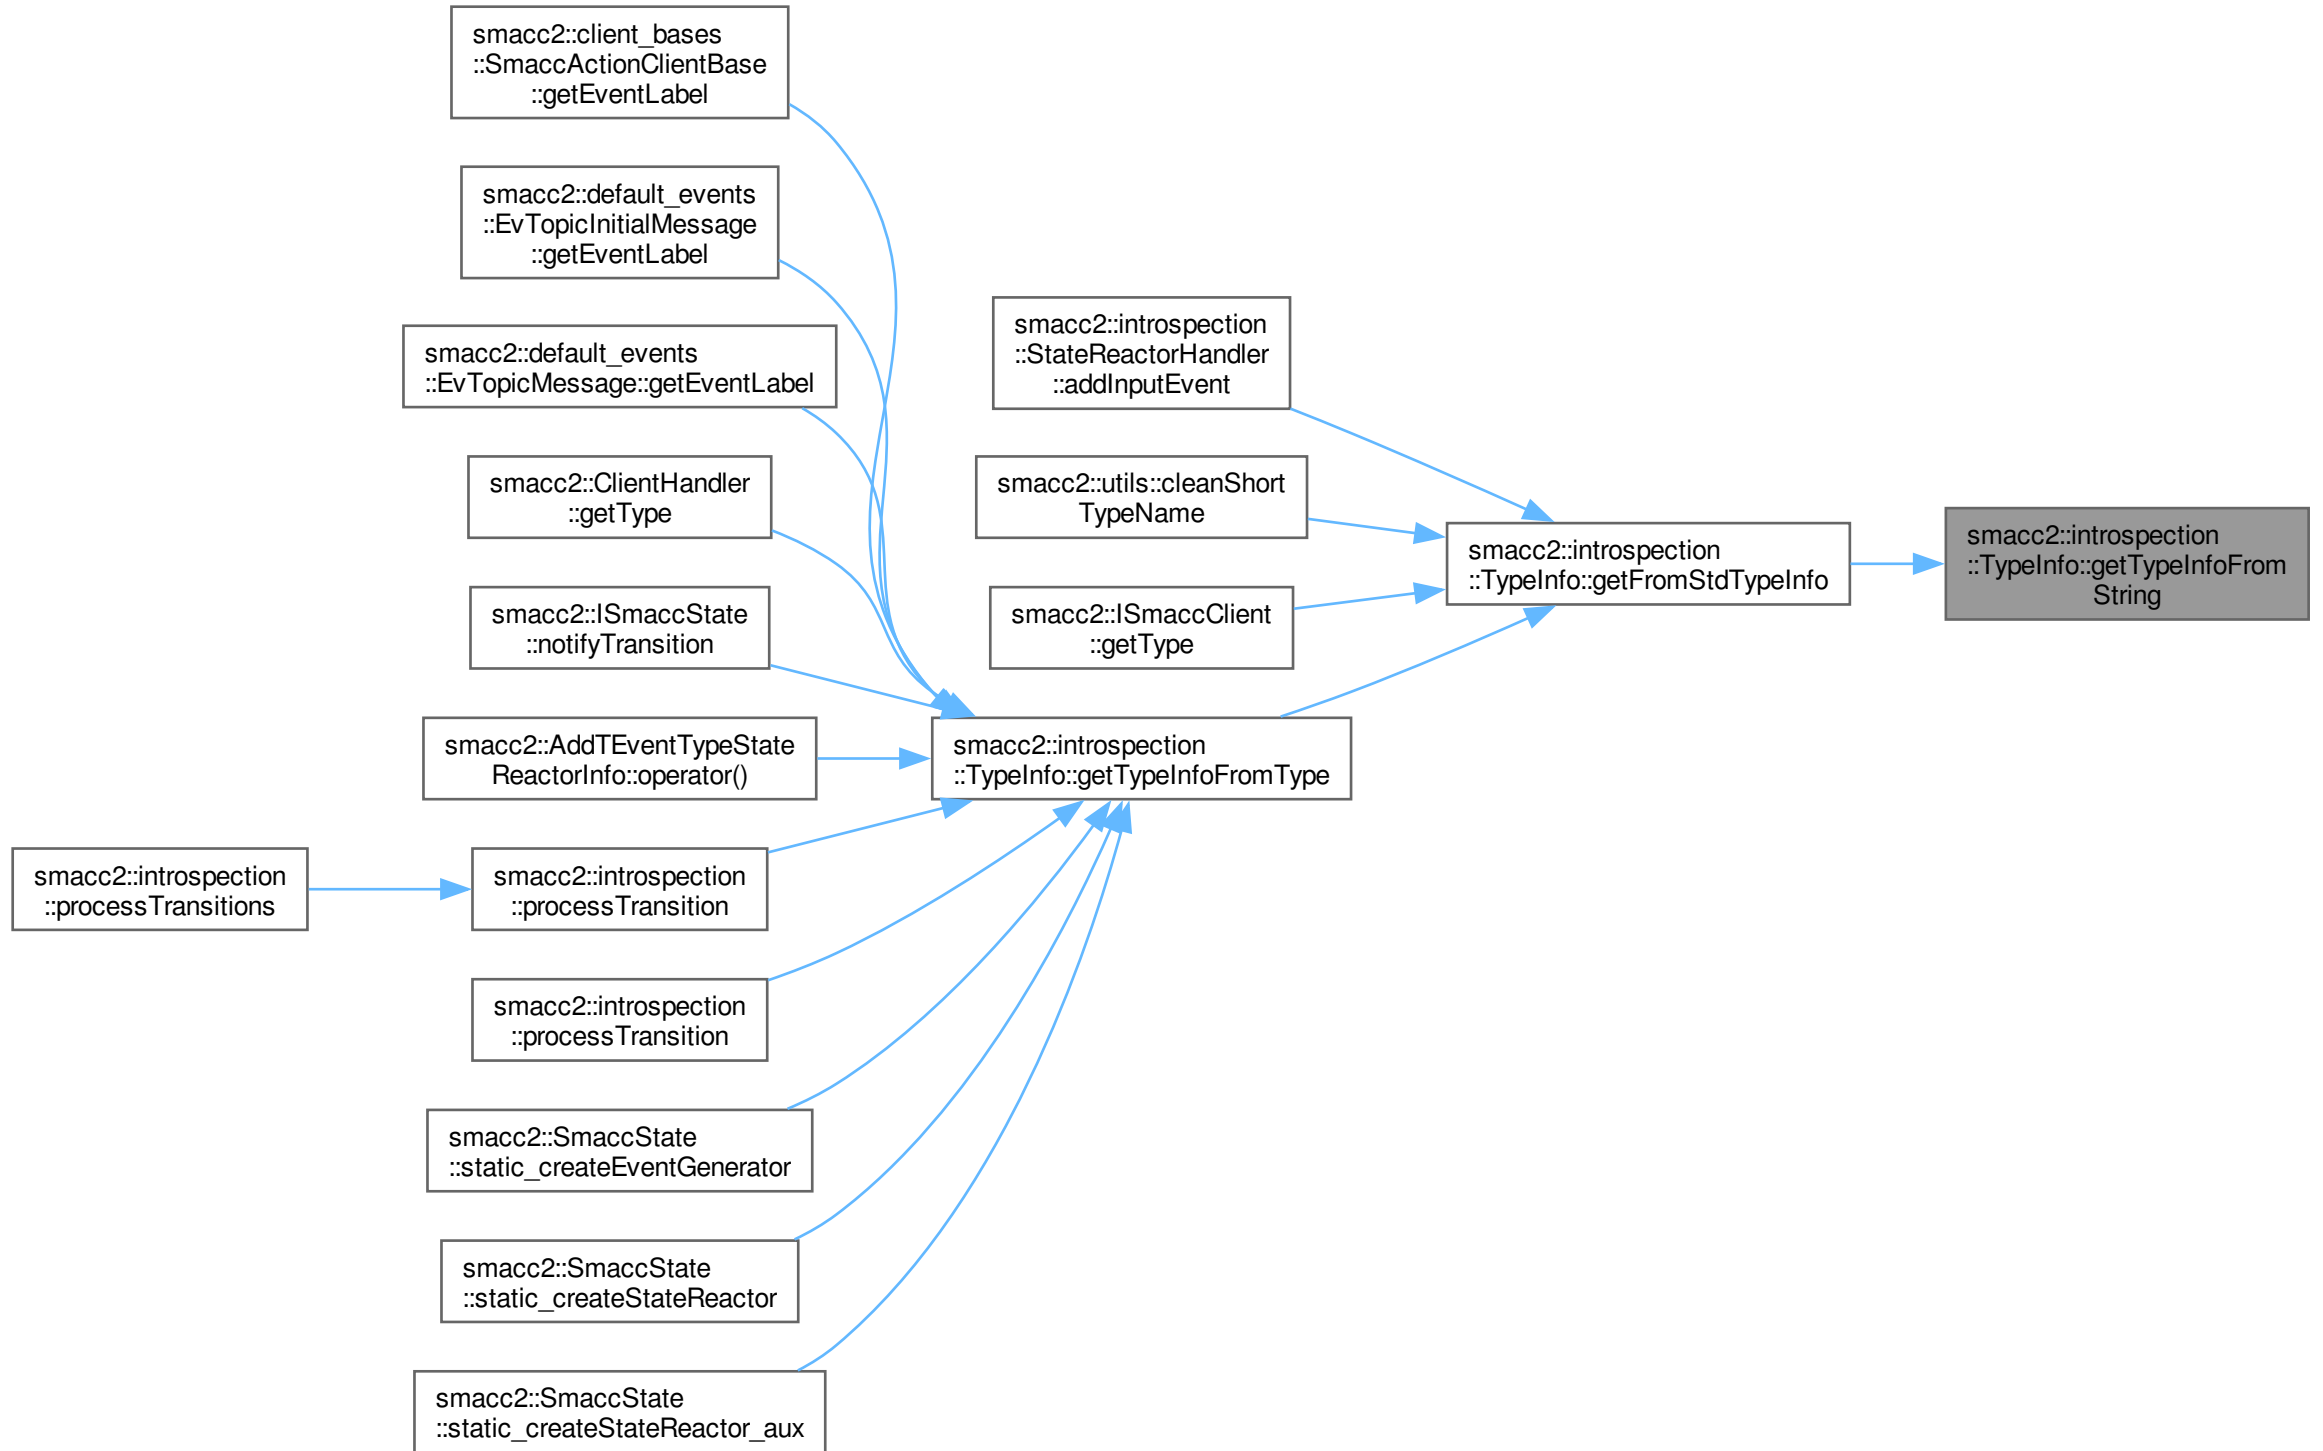 smacc2::client_bases
::SmaccActionClientBase
::getEventLabel
smacc2::default_events
::EvTopicInitialMessage
::getEventLabel
smacc2::default_events
::EvTopicMessage::getEventLabel
smacc2::ClientHandler
::getType
smacc2::ISmaccState
::notifyTransition
smacc2::AddTEventTypeState
ReactorInfo::operator()
smacc2::introspection
::processTransitions
smacc2::introspection
::processTransition
smacc2::introspection
::processTransition
smacc2::SmaccState
::static_createEventGenerator
smacc2::SmaccState
::static_createStateReactor
smacc2::SmaccState
::static_createStateReactor_aux
smacc2::introspection
::StateReactorHandler
::addInputEvent
smacc2::utils::cleanShort
TypeName
smacc2::ISmaccClient
::getType
smacc2::introspection
::TypeInfo::getTypeInfoFromType
smacc2::introspection
::TypeInfo::getFromStdTypeInfo
smacc2::introspection
::TypeInfo::getTypeInfoFrom
String